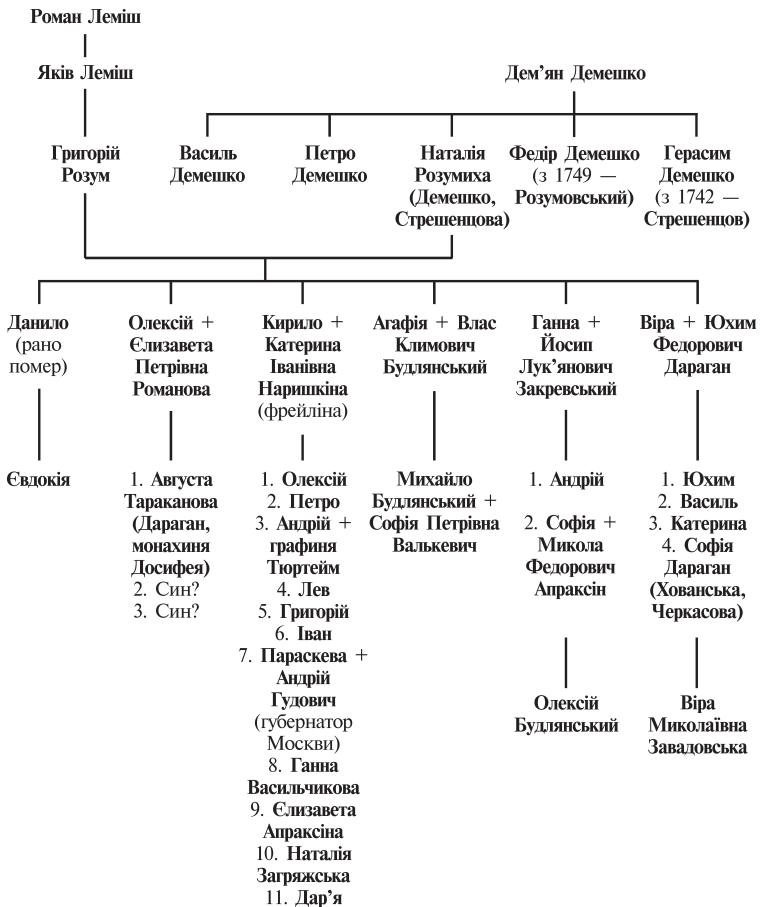 Роман Леміш
Яків Леміш
Дем’ян Демешко
Григорій
Розум
Василь
Демешко
Петро
Демешко
Наталія
Розумиха
(Демешко,
Стрешенцова)
Федір Демешко
(з 1749 —
Розумовський)
Герасим
Демешко
(з 1742 —
Стрешенцов)
Данило
(рано
помер)
Олексій +
Єлизавета
Петрівна
Романова
Кирило +
Катерина
Іванівна
Наришкіна
(фрейліна)
Агафія + Влас
Климович
Будлянський
Ганна +
Йосип
Лук’янович
Закревський
Віра + Юхим
Федорович
Дараган
Євдокія
1. Августа
Тараканова
(Дараган,
монахиня
Досифея)
2. Син?
3. Син?
1. Олексій
2. Петро
3. Андрій +
графиня
Тюртейм
4. Лев
5. Григорій
6. Іван
7. Параскева +
Андрій
Гудович
(губернатор
Москви)
8. Ганна
Васильчикова
9. Єлизавета
Апраксіна
10. Наталія
Загряжська
11. Дар’я
Михайло
Будлянський +
Софія Петрівна
Валькевич
1. Андрій
2. Софія +
Микола
Федорович
Апраксін
Олексій
Будлянський
1. Юхим
2. Василь
3. Катерина
4. Софія
Дараган
(Хованська,
Черкасова)
Віра
Миколаївна
Завадовська